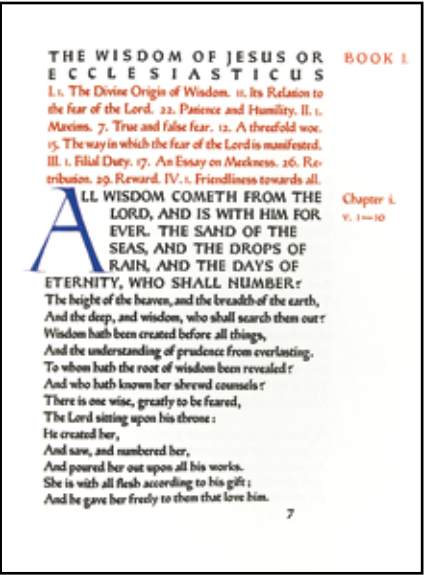 THE WISDOM OF JESUS OR
ECCLESIASTICUS
BOOK I.
I. 1. The Divine Origin of Wisdom. 11. Its Relation to
the fear of the Lord. 22. Patience and Humility. II. 1.
Maxims. 7. True and false fear. 12. A threefold woe.
15. The way in which the fear of the Lord is manifested.
III. 1. Filial Duty. 17. An Essay on Meekness. 26. Re-
tribution. 29. Reward. IV. 1. Friendliness towards all.
ALL WISDOM COMETH FROM THE
LORD, AND IS WITH HIM FOR
EVER. THE SAND OF THE
SEAS, AND THE DROPS OF
RAIN, AND THE DAYS OF
ETERNITY, WHO SHALL NUMBER?
Chapter i.
v. 1—10
The height of the heaven, and the breadth of the earth,
And the deep, and wisdom, who shall search them out?
Wisdom hath been created before all things,
And the understanding of prudence from everlasting.
To whom hath the root of wisdom been revealed?
And who hath known her shrewd counsels?
There is one wise, greatly to be feared,
The Lord sitting upon his throne:
He created her,
And saw, and numbered her,
And poured her out upon all his works.
She is with all flesh according to his gift;
And he gave her freely to them that love him.
7